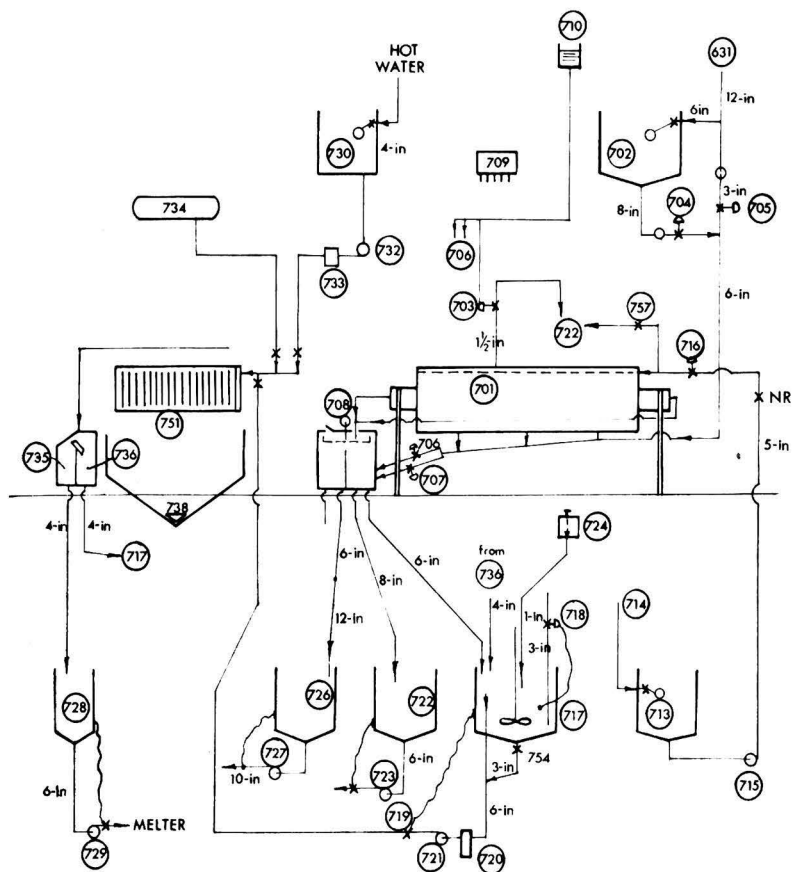 710
631
HOT
WATER
12-in
6in
730
4-in
702
709
3-in
704
705
8-in
734
732
706
733
6-in
703
757
722
716
1½-in
701
NR
751
708
5-in
735
736
706
707
738
4-in
4-in
717
6-in
6-in
8-in
from
736
724
4-in
1-in
718
714
12-in
3-in
728
726
722
717
713
727
754
10-in
6-in
3-in
6-in
723
715
719
6-in
MELTER
729
721
720